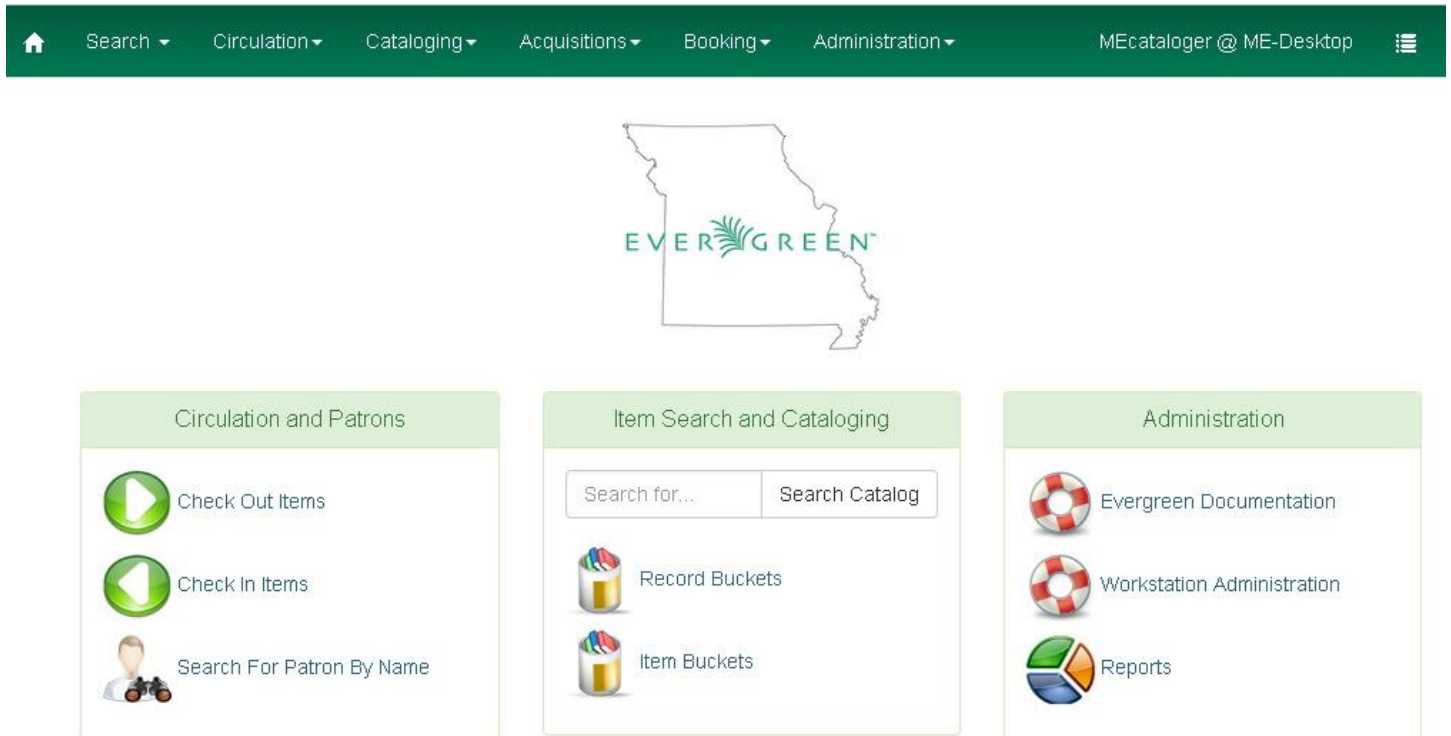 Search Circulation Cataloging Acquisitions Booking Administration MEcataloger @ ME-Desktop
EVERGREEN™
Circulation and Patrons
Check Out Items
Check In Items
Search For Patron By Name
Item Search and Cataloging
Search for... Search Catalog
Record Buckets
Item Buckets
Administration
Evergreen Documentation
Workstation Administration
Reports